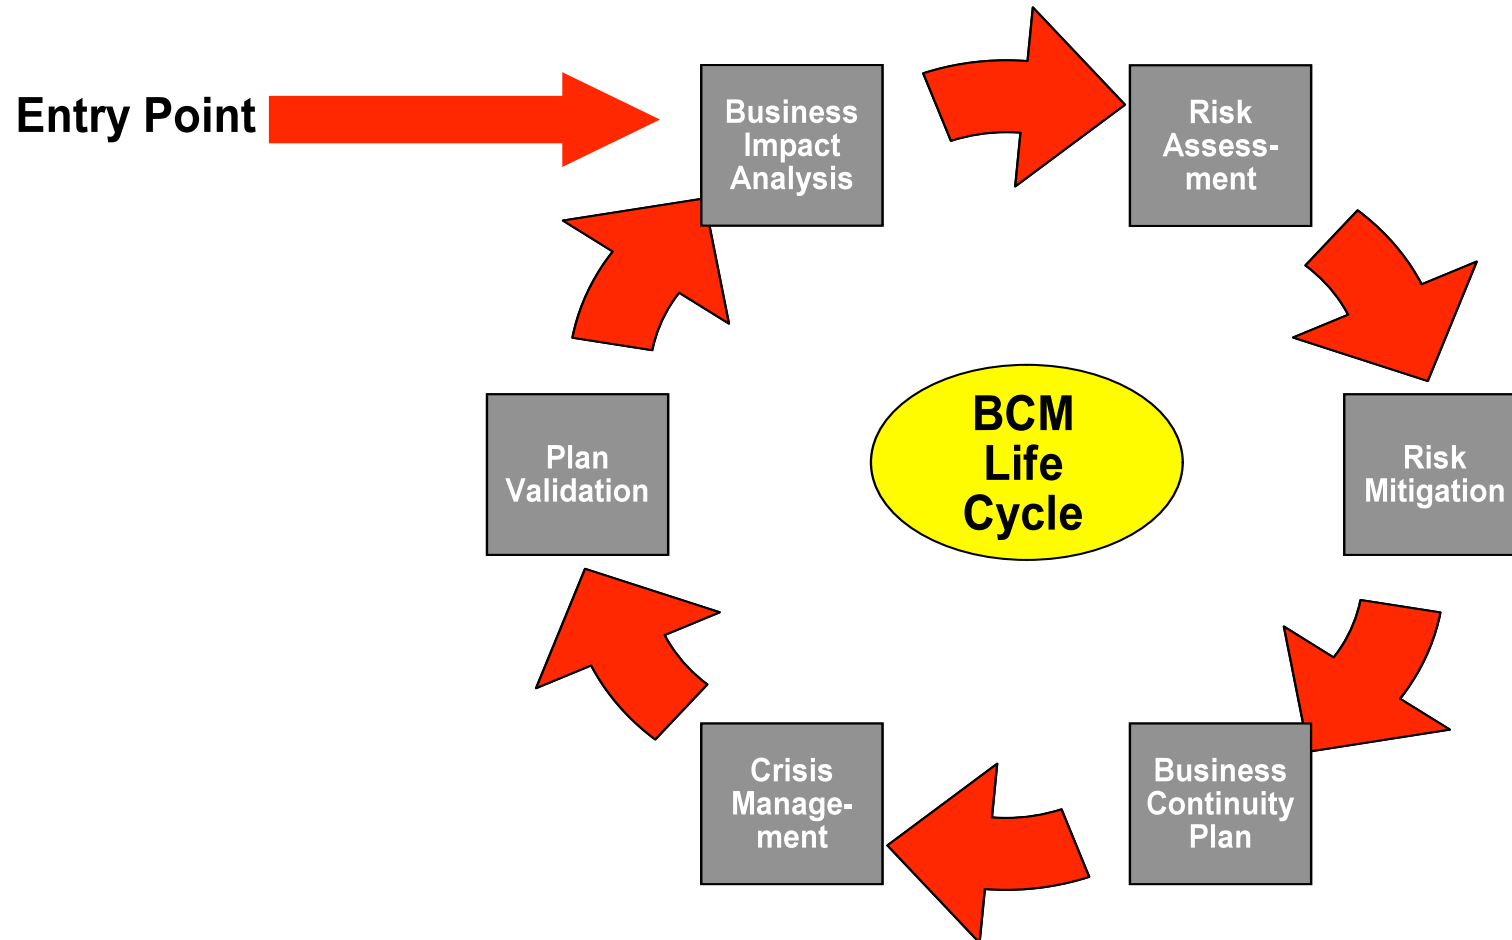 Entry Point
Business
Impact
Analysis
Risk
Assess-
ment
Risk
Mitigation
Business
Continuity
Plan
Crisis
Manage-
ment
Plan
Validation
BCM
Life
Cycle